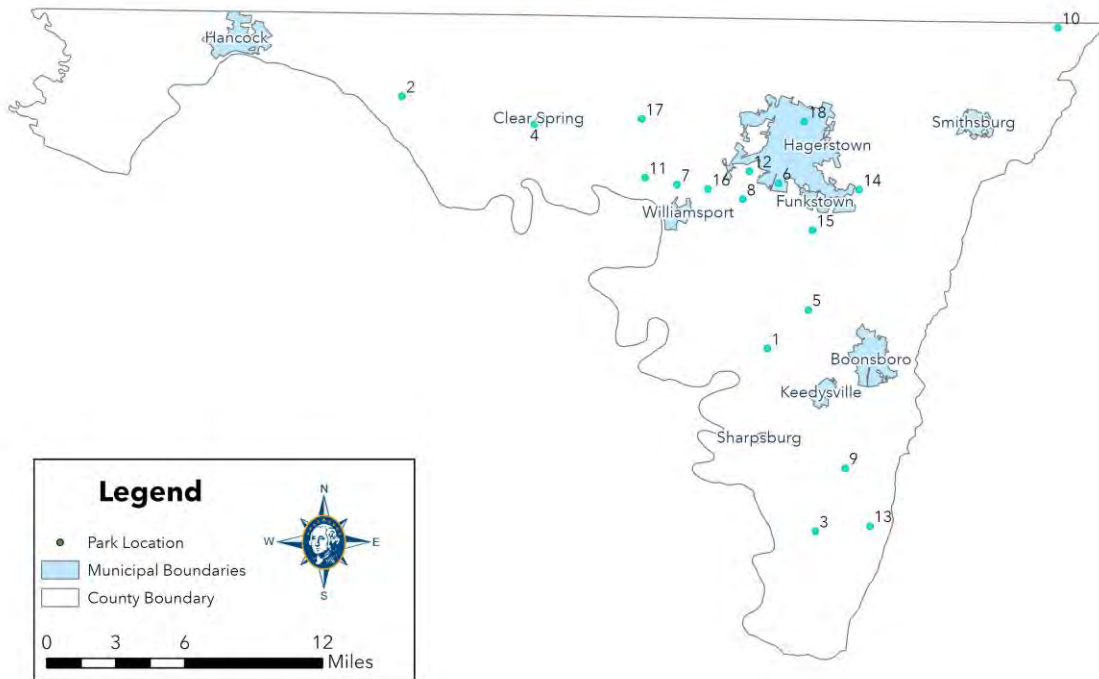 10
Hancock
2
17
18
Clear Spring
4
Smithsburg
Hagerstown
12
11
7
16
6
14
8
Funkstown
Williamsport
15
5
1
Boonsboro
Keedysville
Sharpsburg
9
3
13
Legend
N
W
E
S
Park Location
Municipal Boundaries
County Boundary
0 3 6 12
Miles